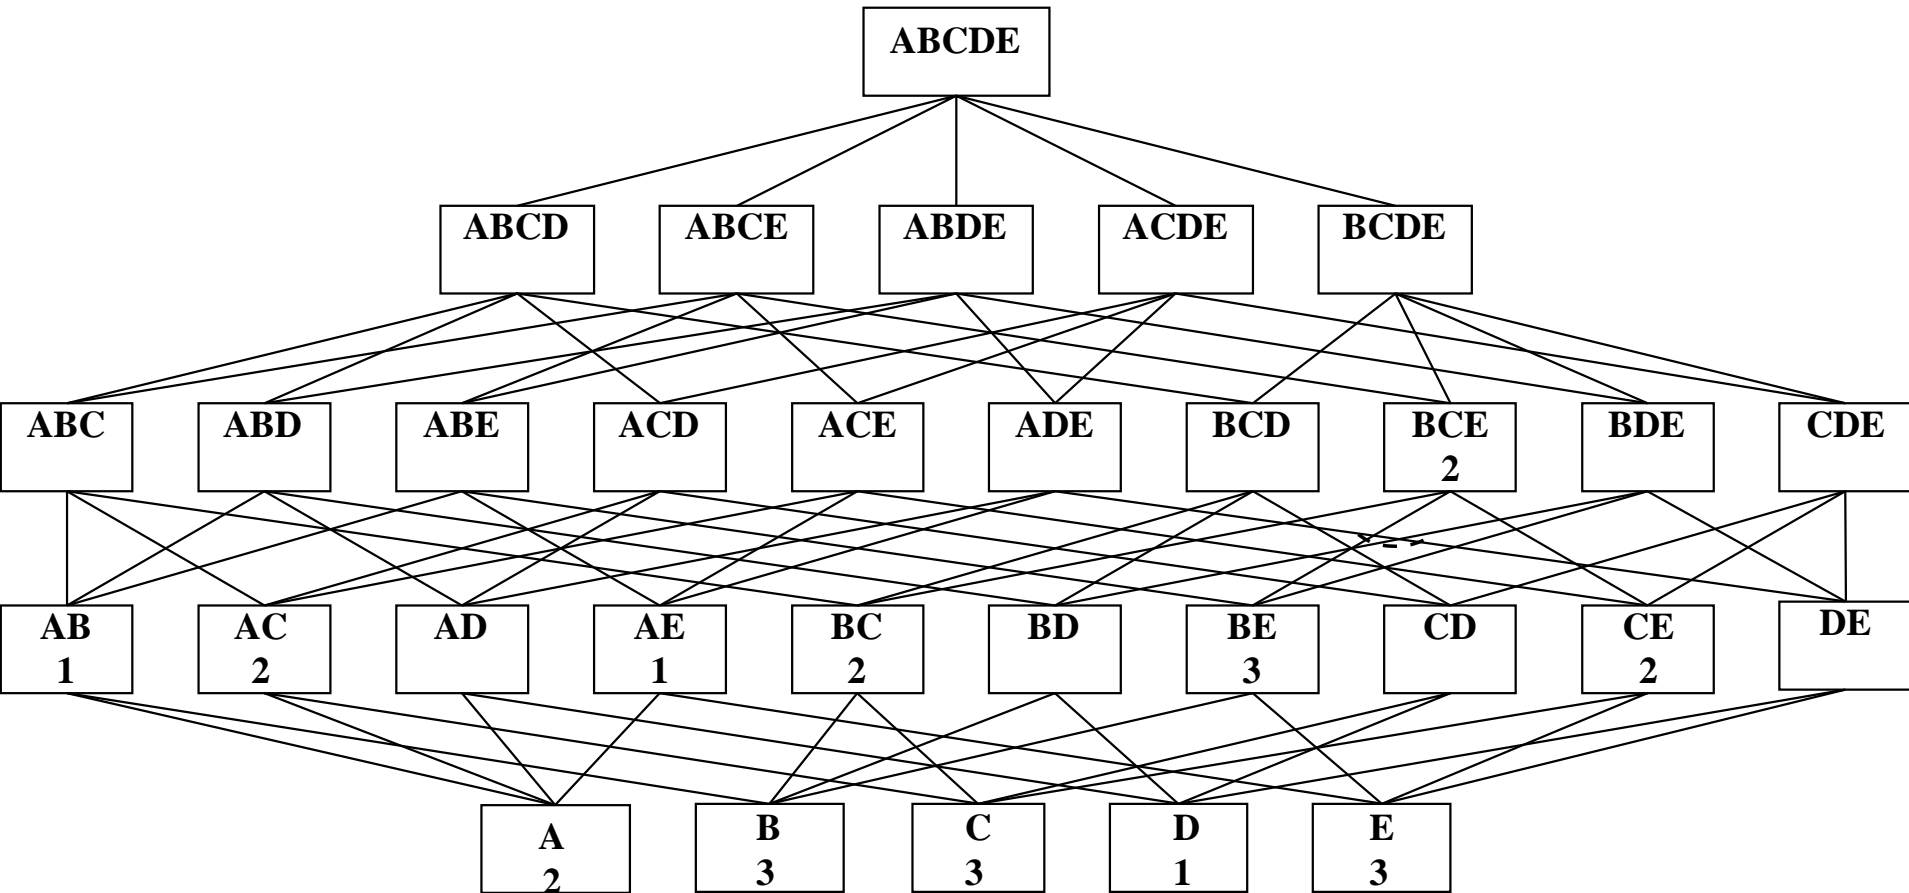 ABCDE
ABCD ABCE ABDE ACDE BCDE
ABC ABD ABE ACD ACE ADE BCD BCE BDE CDE
2
AB AC AD AE BC BD BE CD CE DE
1 2 1 2 3 2
A B C D E
2 3 3 1 3